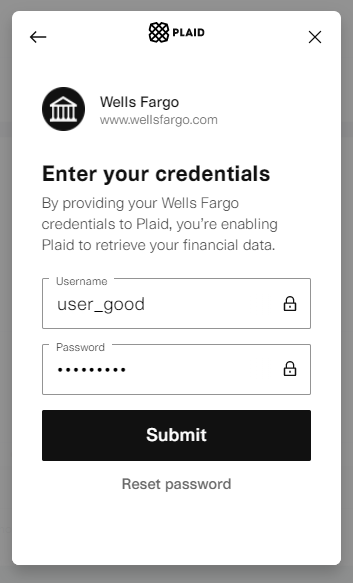 PLAID
Wells Fargo
www.wellsfargo.com
Enter your credentials
By providing your Wells Fargo
credentials to Plaid, you’re enabling
Plaid to retrieve your financial data.
Username
user_good
Password
•••••••••
Submit
Reset password